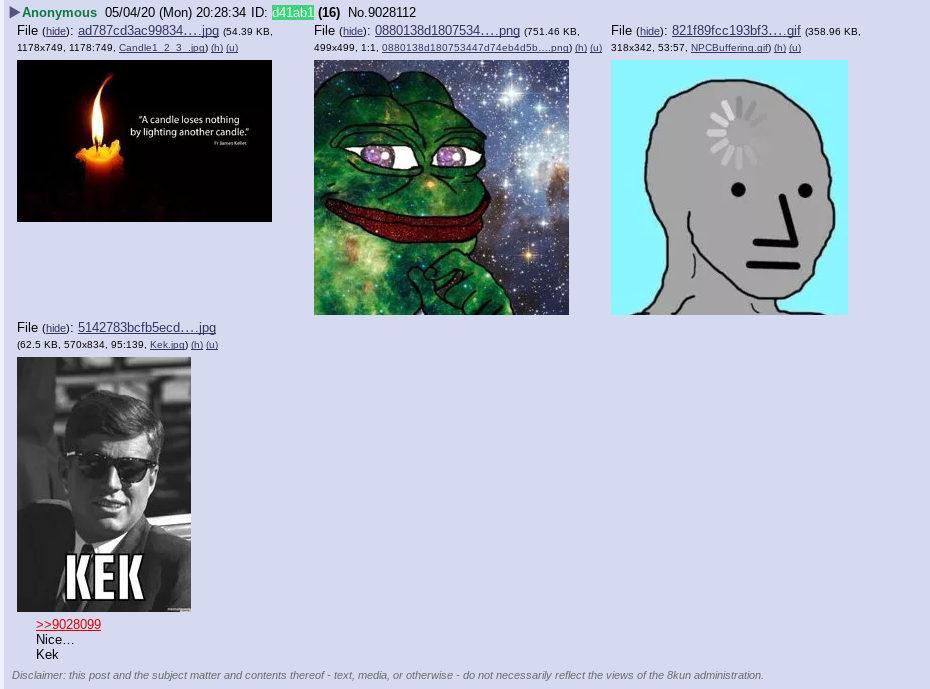 Anonymous 05/04/20 (Mon) 20:28:34 ID: d41ab1 (16) No.9028112
File (hide): ad787cd3ac99834….jpg (54.39 KB, 1178x749, 1178:749, Candle1_2_3_.jpg) (h) (u)
"A candle loses nothing
by lighting another candle."
Fr James Keller.
File (hide): 0880138d1807534….png (751.46 KB, 499x499, 1:1, 0880138d180753447d74eb4d5b….png) (h) (u)
File (hide): 821f89fcc193bf3….gif (358.96 KB, 318x342, 53:57, NPCBuffering.gif) (h) (u)
File (hide): 5142783bcfb5ecd….jpg
(62.5 KB, 570x834, 95:139, Kek.jpg) (h) (u)
KEK
>>9028099
Nice…
Kek
Disclaimer: this post and the subject matter and contents thereof - text, media, or otherwise - do not necessarily reflect the views of the 8kun administration.